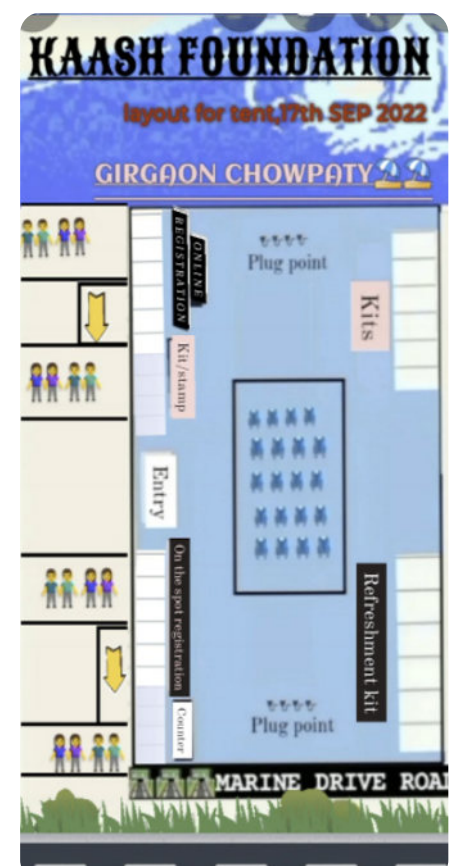 KAASH FOUNDATION
layout for tent,17th SEP 2022
GIRGAON CHOWPATY
ONLINE
REGISTRATION
Plug point
Kits
Kit/stamp
Entry
On the spot registration
Refreshment kit
Counter
Plug point
MARINE DRIVE ROA